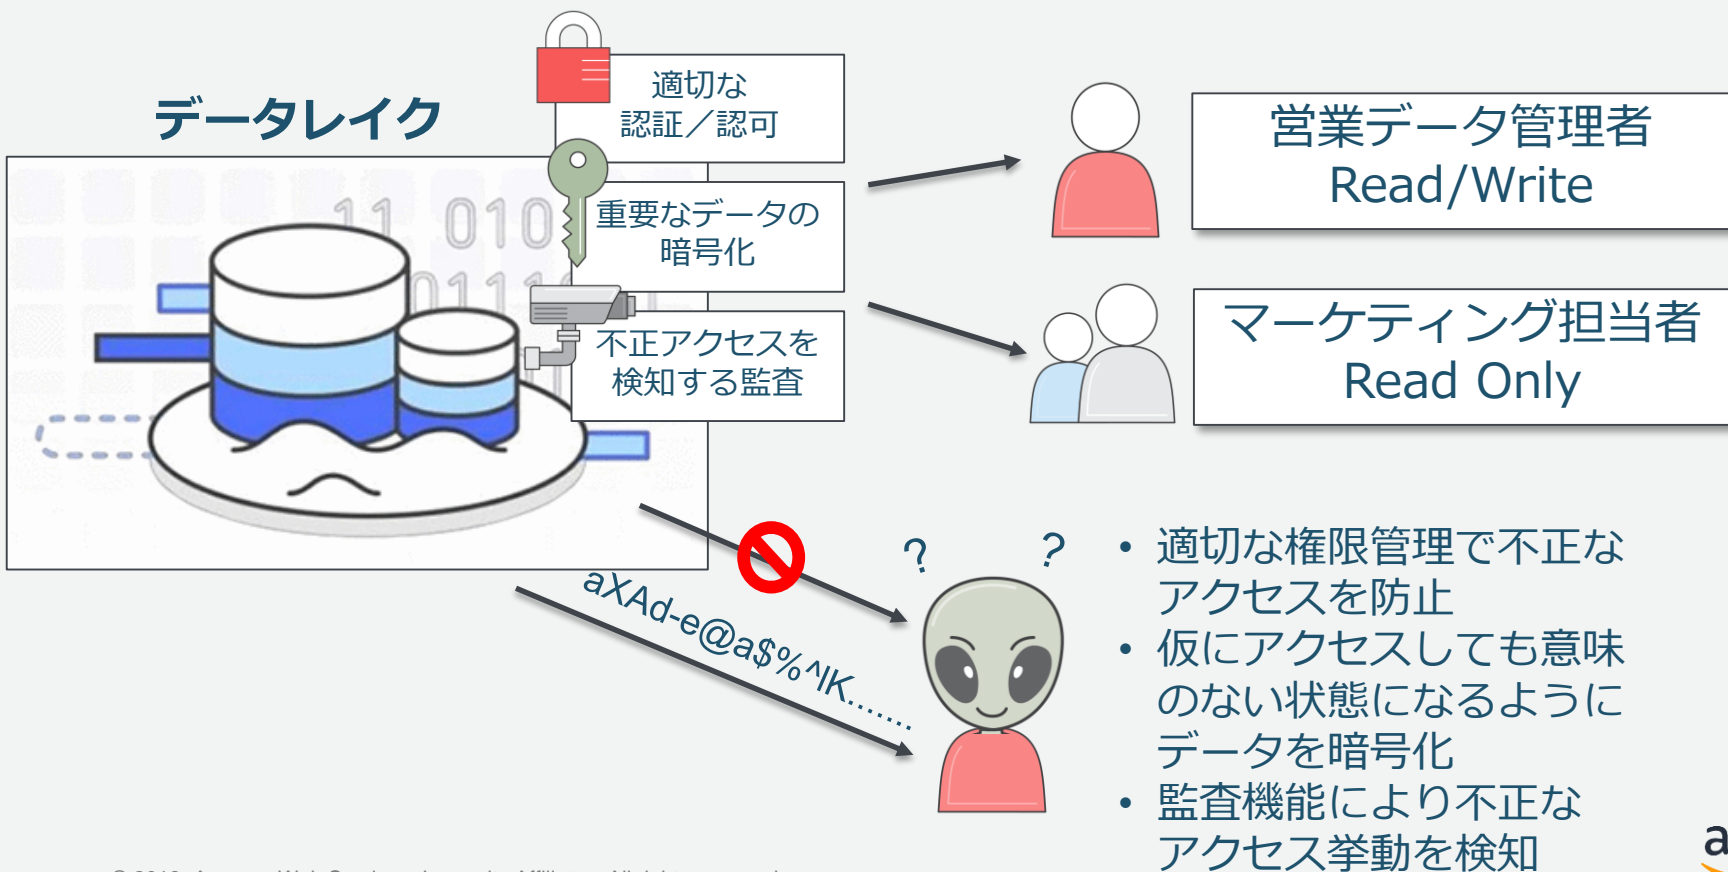 データレイク
適切な
認証／認可
重要なデータの
暗号化
不正アクセスを
検知する監査
営業データ管理者
Read/Write
マーケティング担当者
Read Only
11 010
aXAd-e@a$%^lK.......
?
?
• 適切な権限管理で不正な
アクセスを防止
• 仮にアクセスしても意味
のない状態になるように
データを暗号化
• 監査機能により不正な
アクセス挙動を検知
a